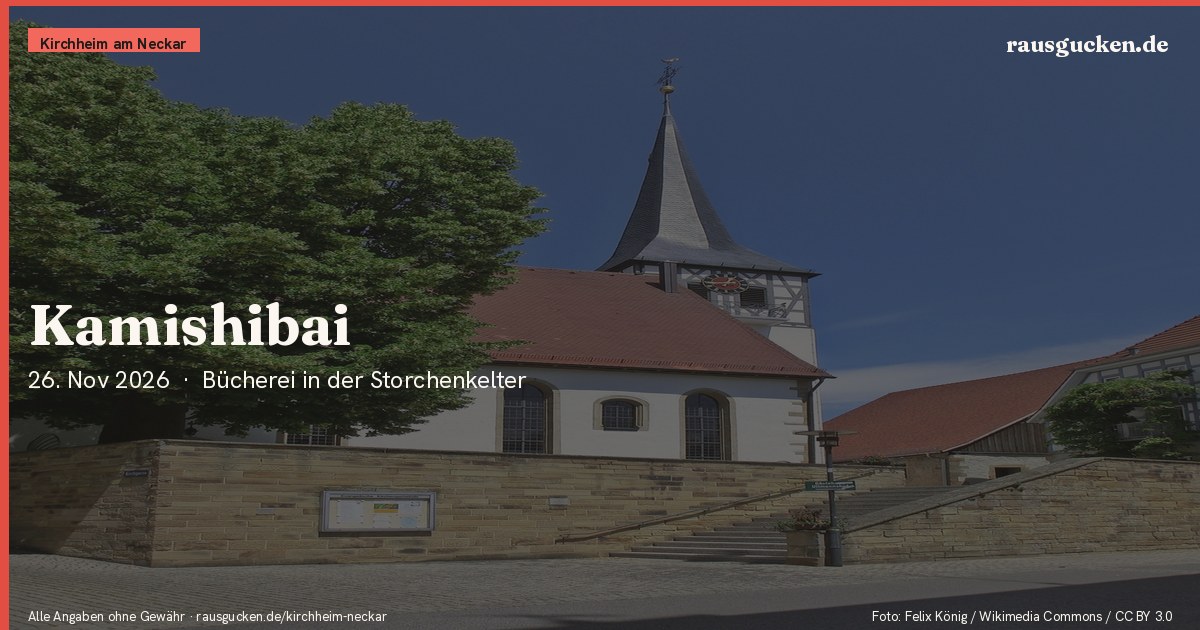 Kirchheim am Neckar
rausgucken.de
Kamishibai
26. Nov 2026 · Bücherei in der Storchenkelter
Alle Angaben ohne Gewähr · rausgucken.de/kirchheim-neckar
Foto: Felix König / Wikimedia Commons / CC BY 3.0